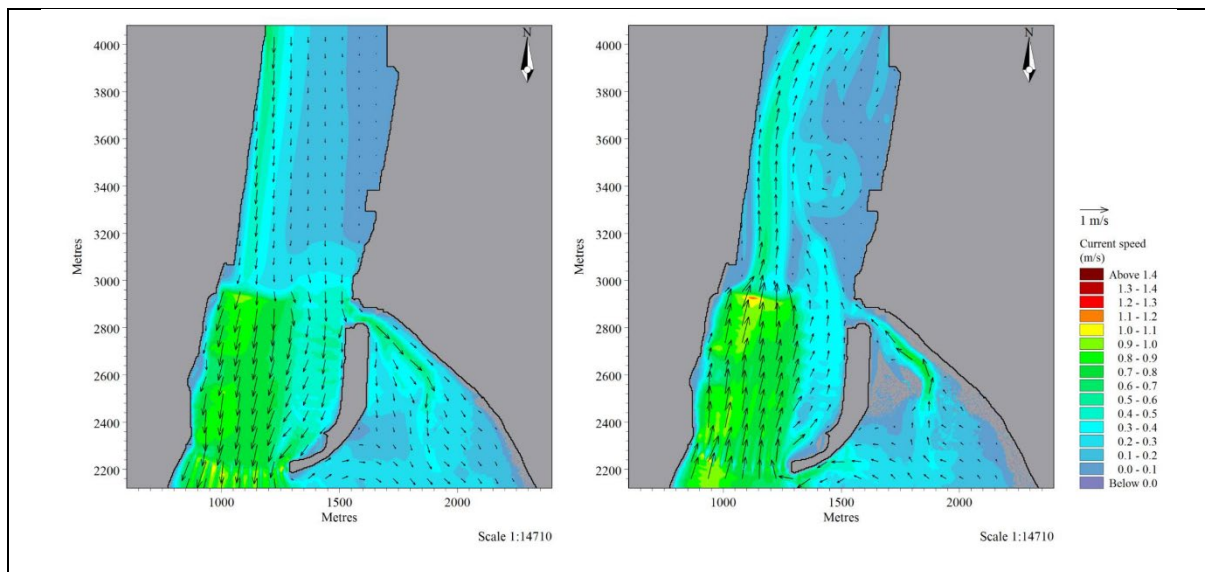 N
4000
3800
3600
3400
3200
3000
2800
2600
2400
2200
Metres
1000
1500
2000
Metres
Scale 1:14710
N
4000
3800
3600
3400
3200
3000
2800
2600
2400
2200
Metres
1000
1500
2000
Metres
Scale 1:14710
1 m/s
Current speed
(m/s)
Above 1.4
1.3 - 1.4
1.2 - 1.3
1.1 - 1.2
1.0 - 1.1
0.9 - 1.0
0.8 - 0.9
0.7 - 0.8
0.6 - 0.7
0.5 - 0.6
0.4 - 0.5
0.3 - 0.4
0.2 - 0.3
0.1 - 0.2
0.0 - 0.1
Below 0.0